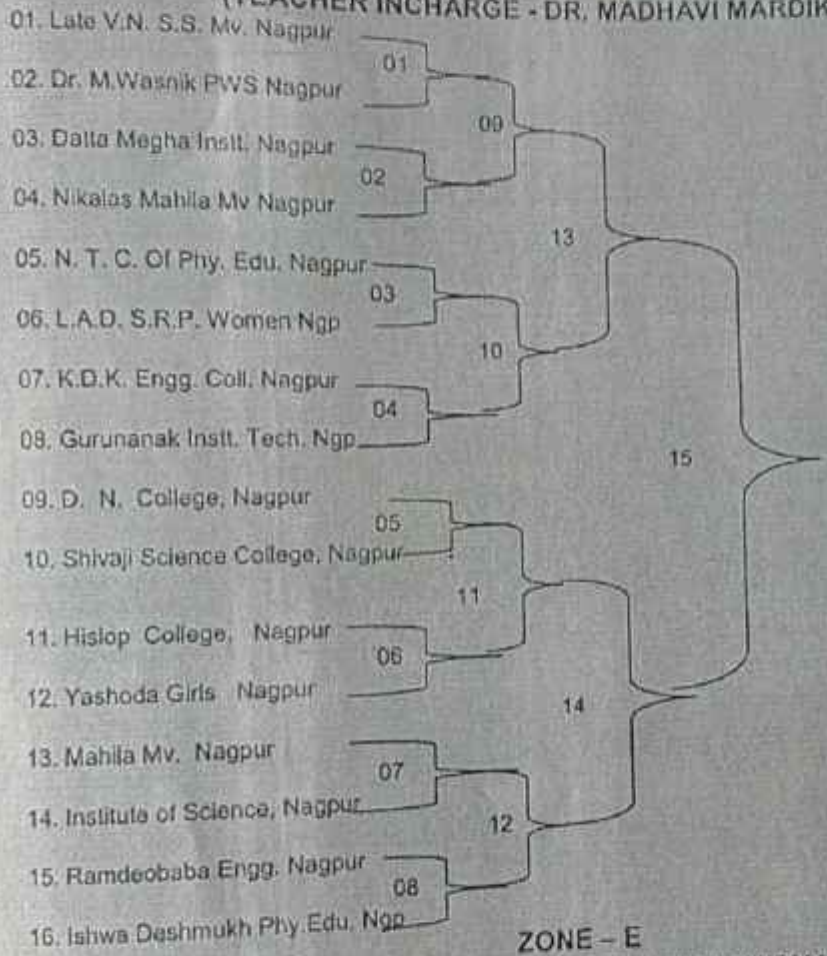 (TEACHER INCHARGE - DR. MADHAVI MARDIK
01. Late V.N. S.S. Mv. Nagpur
01
02. Dr. M.Wasnik PWS Nagpur
09
03. Datta Megha Instt. Nagpur
02
04. Nikalas Mahila Mv Nagpur
13
05. N. T. C. Of Phy. Edu. Nagpur
03
06. L.A.D. S.R.P. Women Ngp
10
07. K.D.K. Engg. Coll. Nagpur
04
08. Gurunanak Instt. Tech. Ngp
15
09. D. N. College, Nagpur
05
10. Shivaji Science College, Nagpur
11
11. Hislop College, Nagpur
06
12. Yashoda Girls Nagpur
14
13. Mahila Mv. Nagpur
07
14. Institute of Science, Nagpur
12
15. Ramdeobaba Engg. Nagpur
08
16. Ishwa Deshmukh Phy.Edu. Ngp
ZONE – E